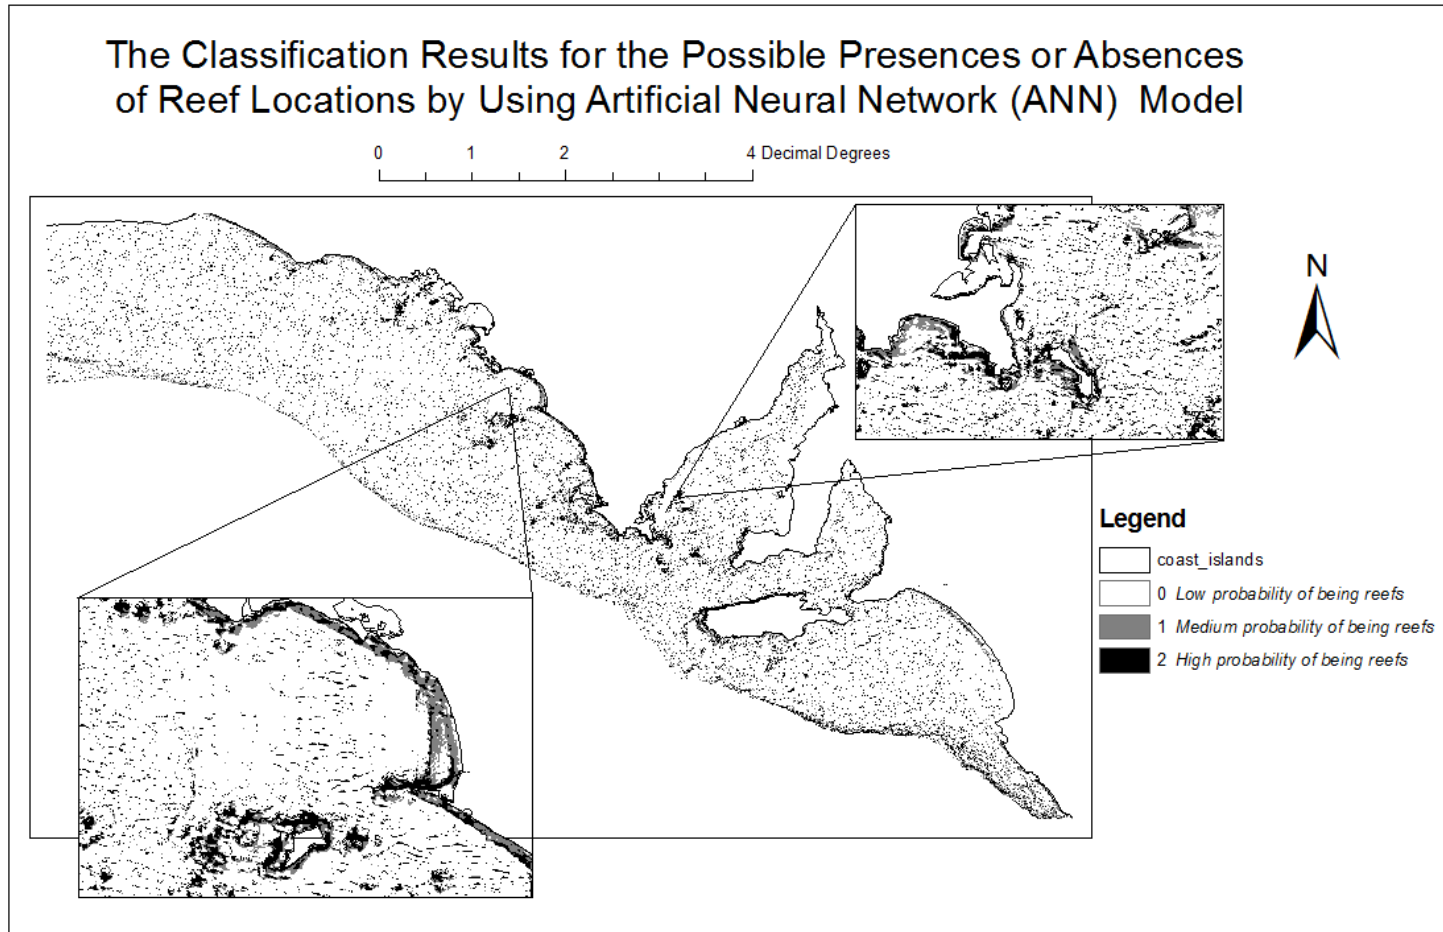 The Classification Results for the Possible Presences or Absences
of Reef Locations by Using Artificial Neural Network (ANN) Model
0 1 2 4 Decimal Degrees
N
Legend
coast_islands
0 Low probability of being reefs
1 Medium probability of being reefs
2 High probability of being reefs